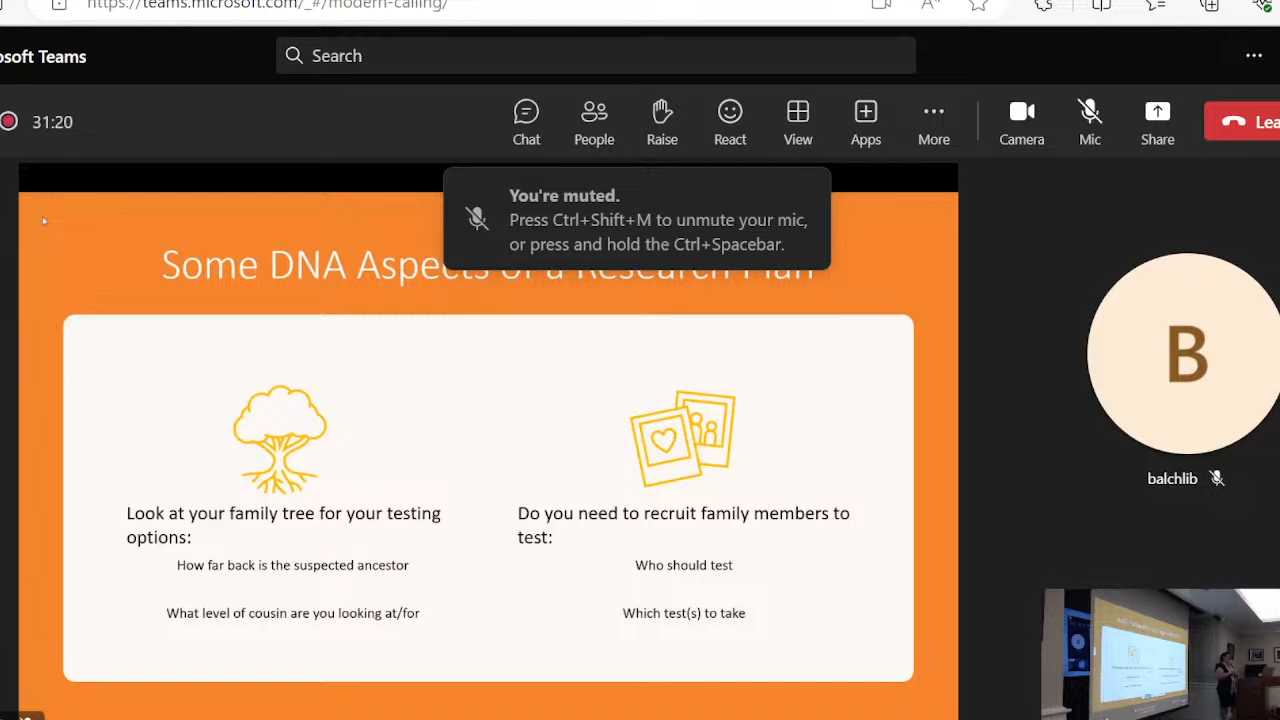 https://teams.microsoft.com/_#/modern-calling/
osoft Teams
Search
31:20
Chat
People
Raise
React
View
Apps
More
Camera
Mic
Share
Lea
You're muted.
Press Ctrl+Shift+M to unmute your mic,
or press and hold the Ctrl+Spacebar.
Some DNA Aspects of a Research Plan
B
balchlib
Look at your family tree for your testing
options:
How far back is the suspected ancestor
What level of cousin are you looking at/for
Do you need to recruit family members to
test:
Who should test
Which test(s) to take